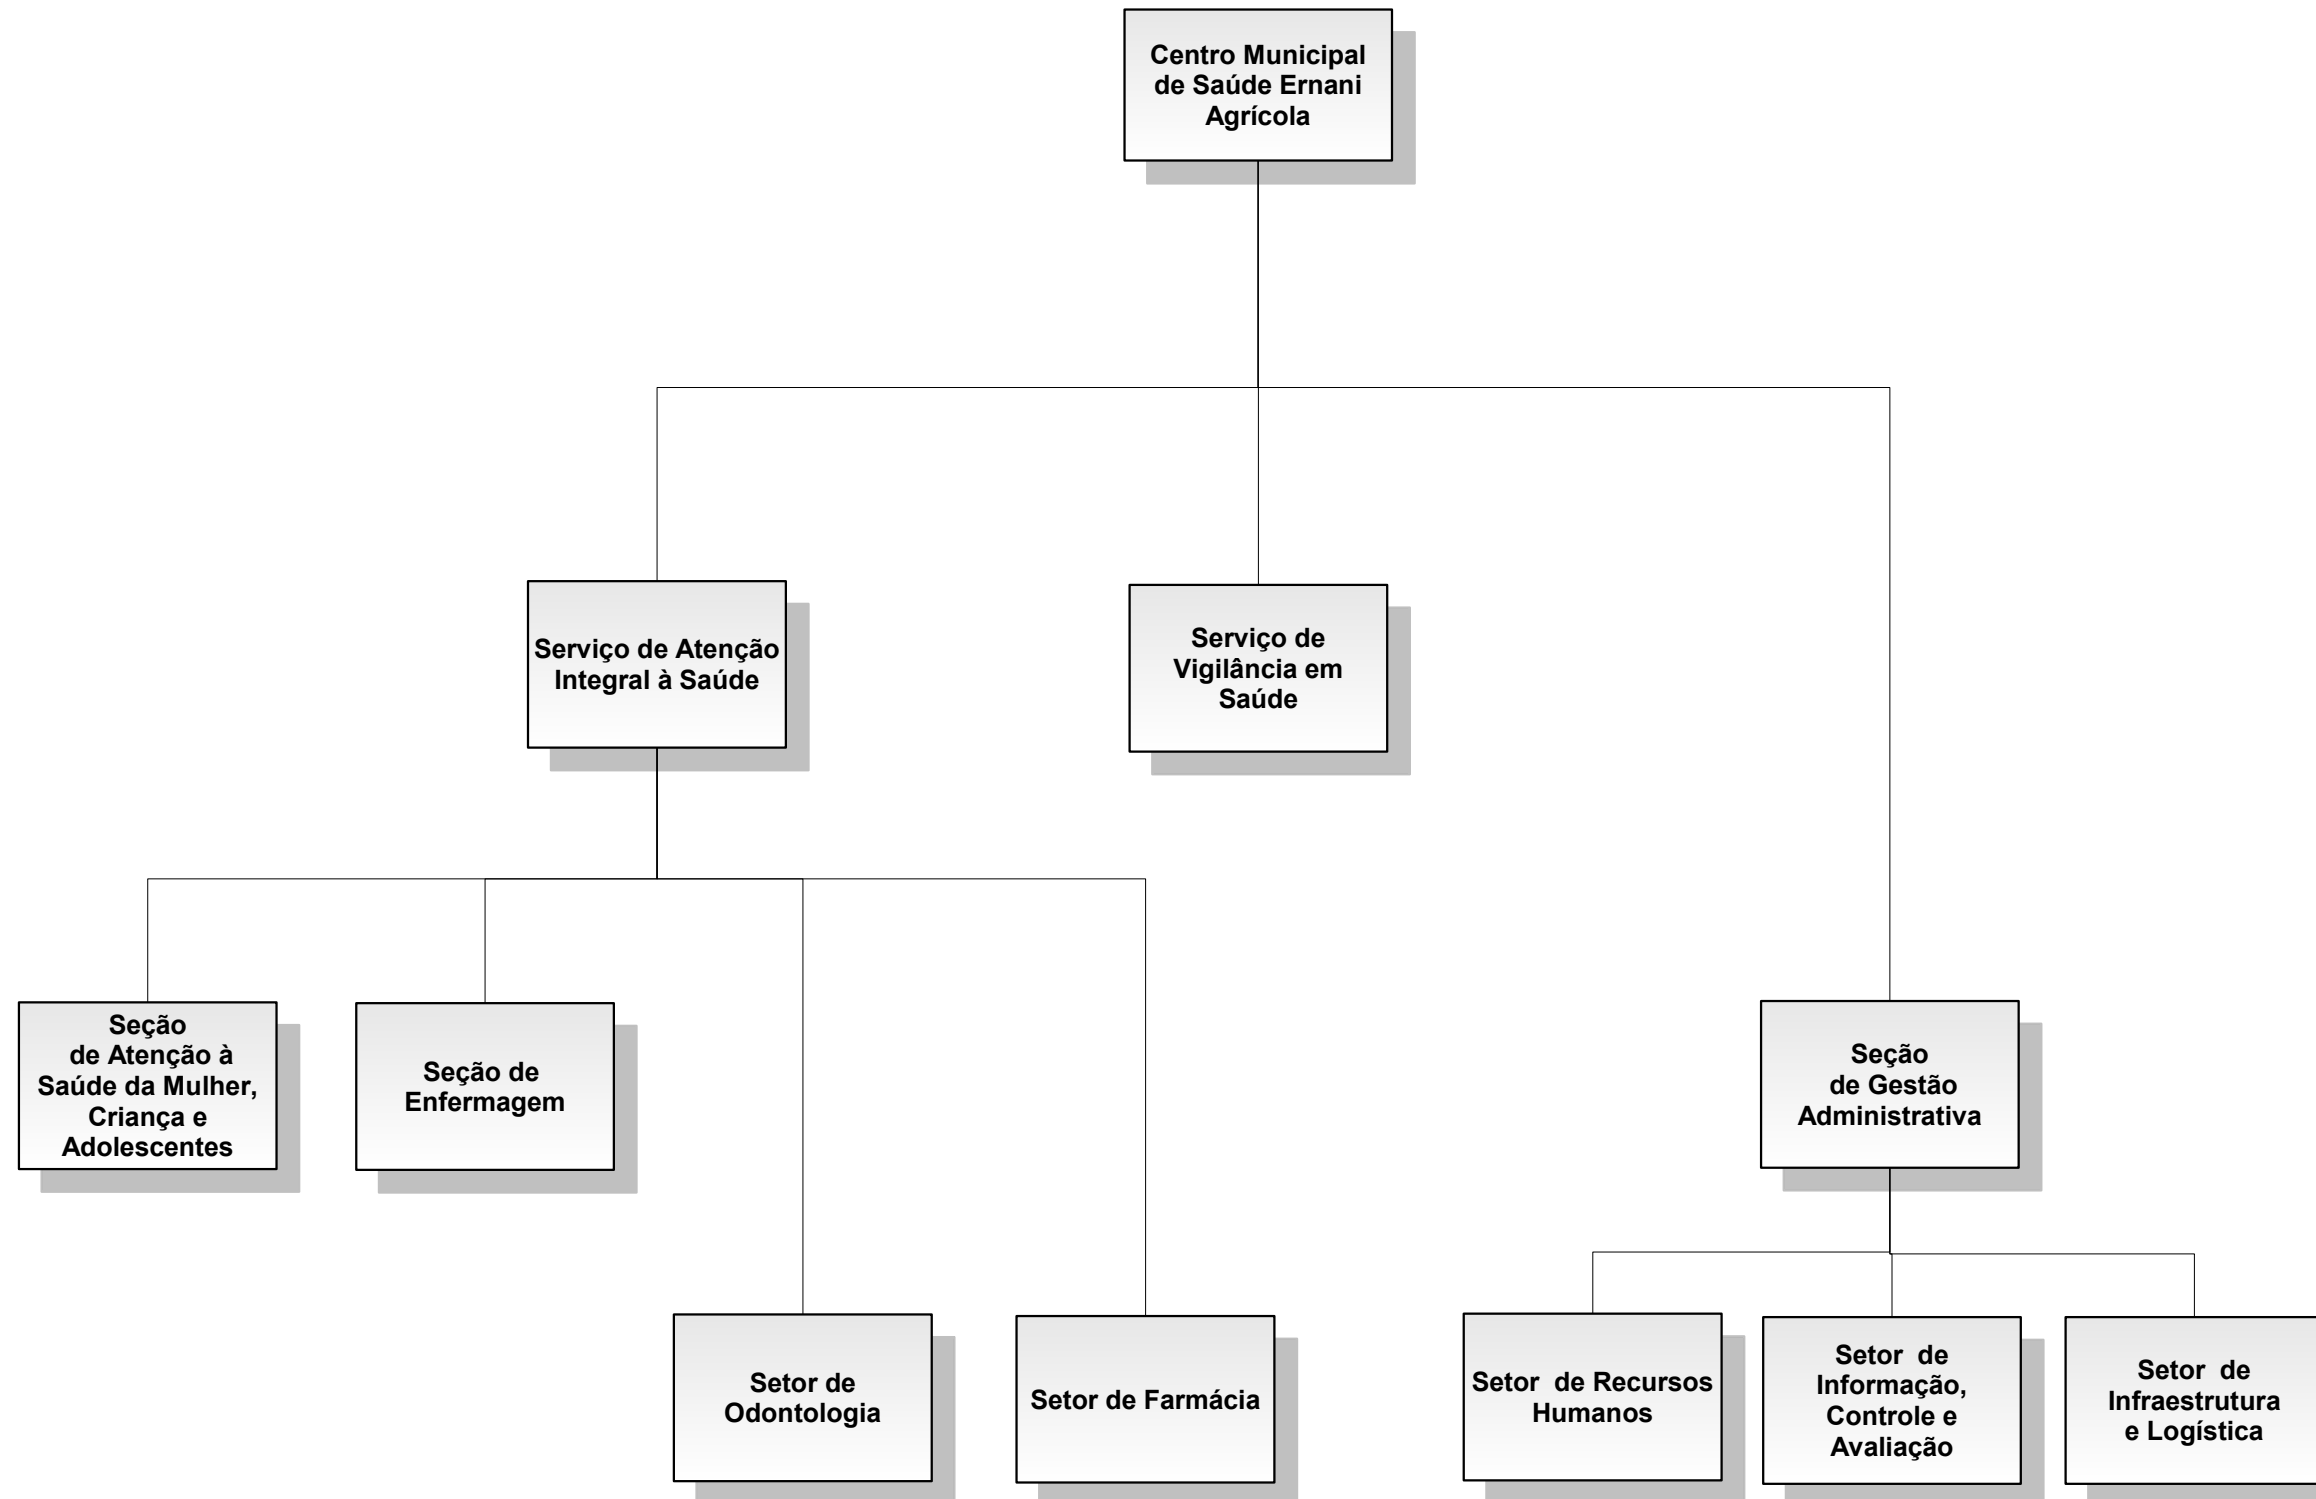 Centro Municipal
de Saúde Ernani
Agrícola
Serviço de Atenção
Integral à Saúde
Serviço de
Vigilância em
Saúde
Seção
de Atenção à
Saúde da Mulher,
Criança e
Adolescentes
Seção de
Enfermagem
Seção
de Gestão
Administrativa
Setor de
Odontologia
Setor de Farmácia
Setor  de Recursos
Humanos
Setor  de
Informação,
Controle e
Avaliação
Setor  de
Infraestrutura
e Logística